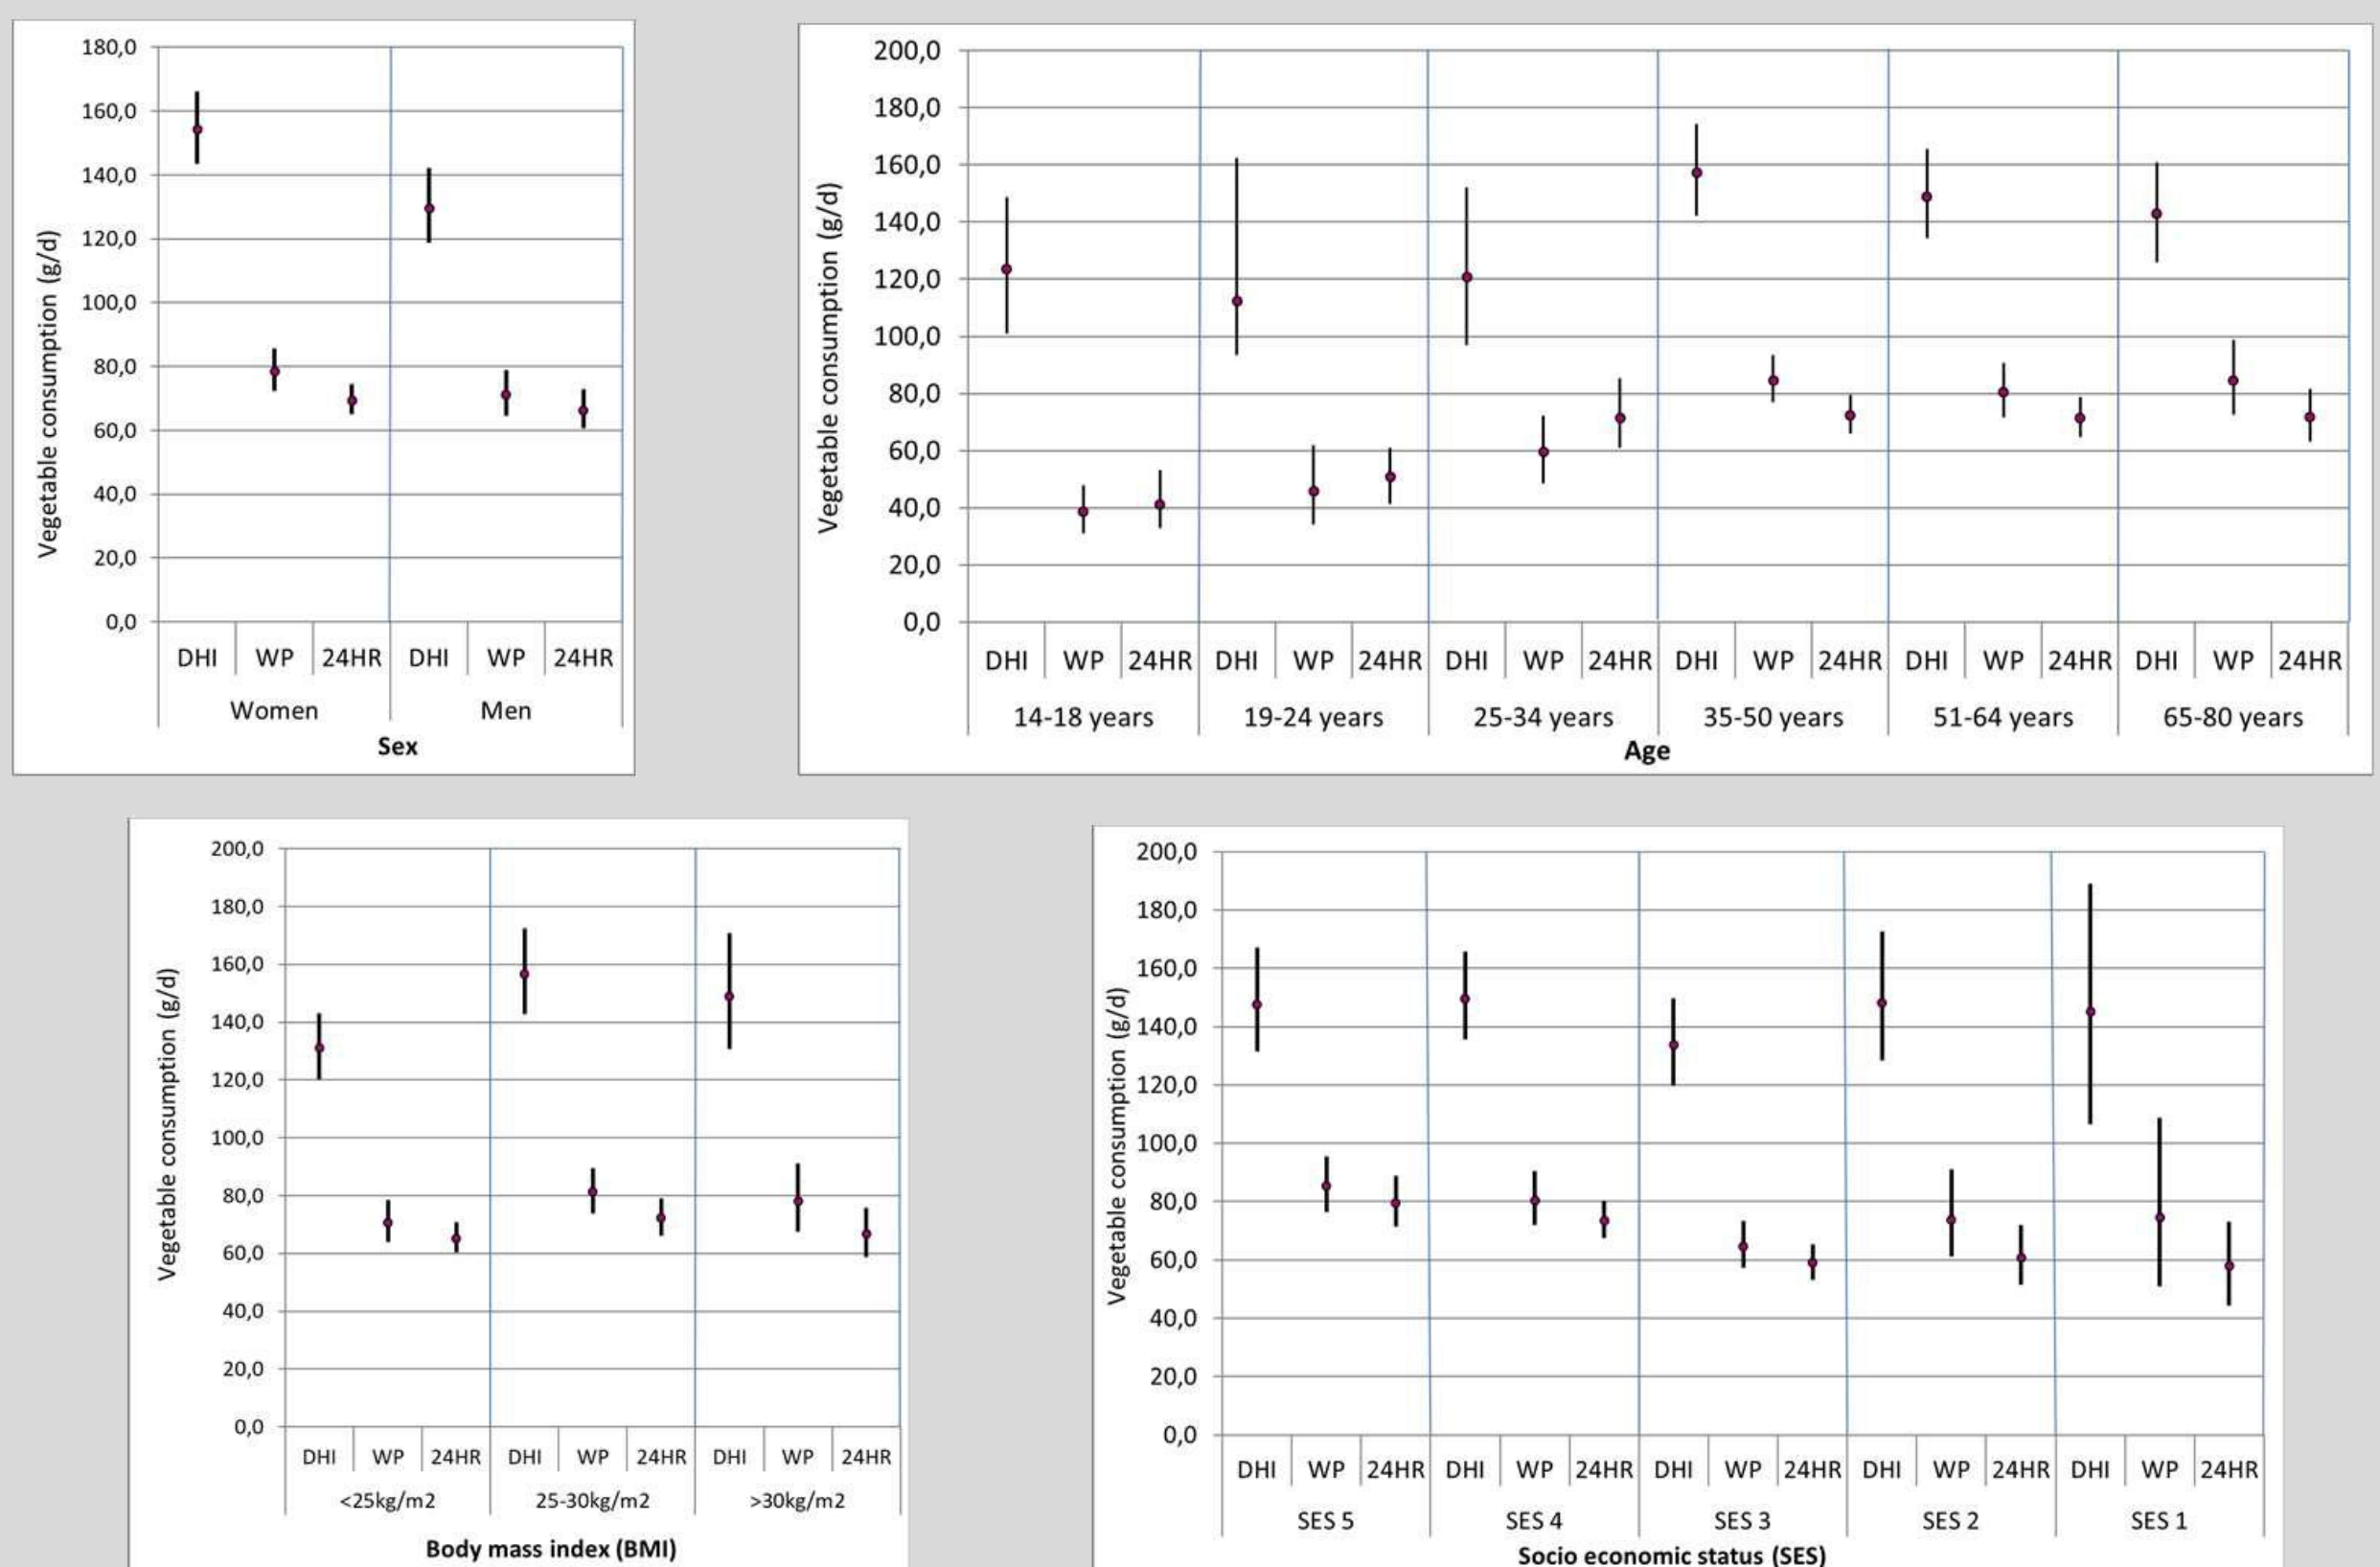 180,0
160,0
140,0
120,0
100,0
80,0
60,0
40,0
20,0
0,0
Vegetable consumption (g/d)
DHI WP 24HR DHI WP 24HR
Women Men
Sex
200,0
180,0
160,0
140,0
120,0
100,0
80,0
60,0
40,0
20,0
0,0
Vegetable consumption (g/d)
DHI WP 24HR DHI WP 24HR DHI WP 24HR DHI WP 24HR DHI WP 24HR DHI WP 24HR
14-18 years 19-24 years 25-34 years 35-50 years 51-64 years 65-80 years
Age
200,0
180,0
160,0
140,0
120,0
100,0
80,0
60,0
40,0
20,0
0,0
Vegetable consumption (g/d)
DHI WP 24HR DHI WP 24HR DHI WP 24HR
<25kg/m2 25-30kg/m2 >30kg/m2
Body mass index (BMI)
200,0
180,0
160,0
140,0
120,0
100,0
80,0
60,0
40,0
20,0
0,0
Vegetable consumption (g/d)
DHI WP 24HR DHI WP 24HR DHI WP 24HR DHI WP 24HR DHI WP 24HR
SES 5 SES 4 SES 3 SES 2 SES 1
Socio economic status (SES)